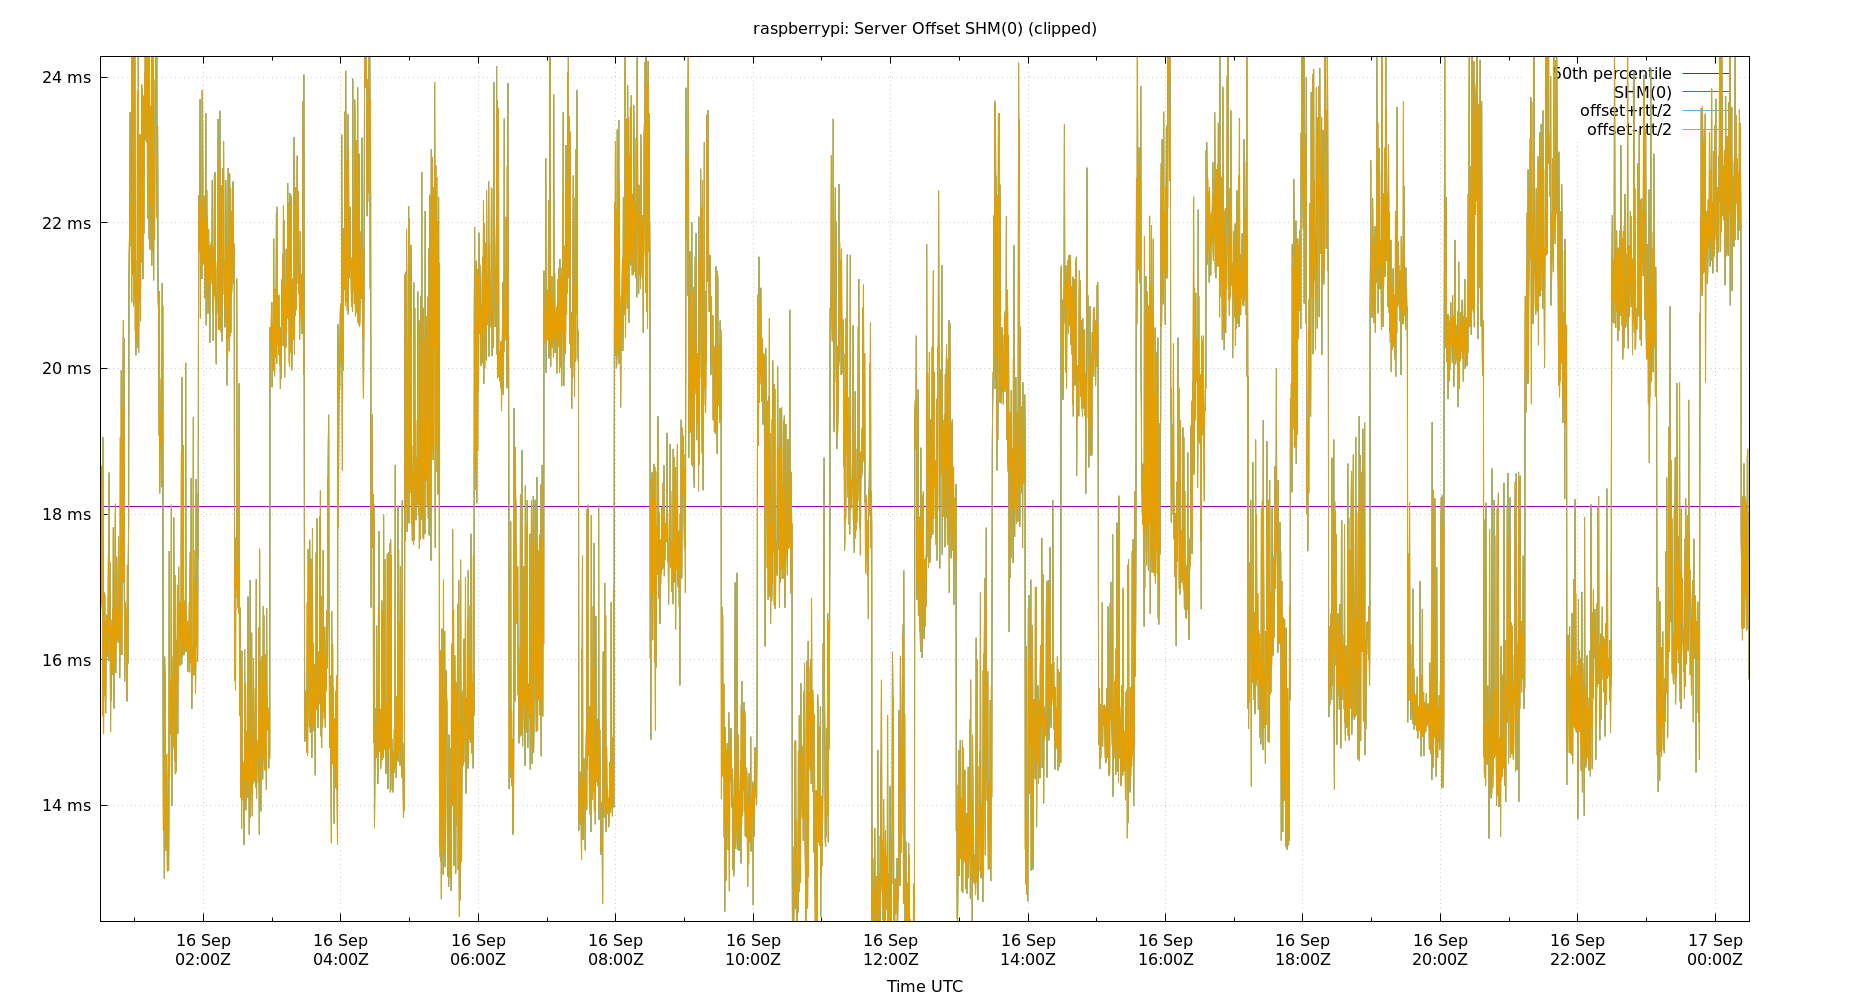 raspberrypi: Server Offset SHM(0) (clipped)
24 ms
22 ms
20 ms
18 ms
16 ms
14 ms
50th percentile
SHM(0)
offset+rtt/2
offset-rtt/2
16 Sep
02:00Z
16 Sep
04:00Z
16 Sep
06:00Z
16 Sep
08:00Z
16 Sep
10:00Z
16 Sep
12:00Z
16 Sep
14:00Z
16 Sep
16:00Z
16 Sep
18:00Z
16 Sep
20:00Z
16 Sep
22:00Z
17 Sep
00:00Z
Time UTC